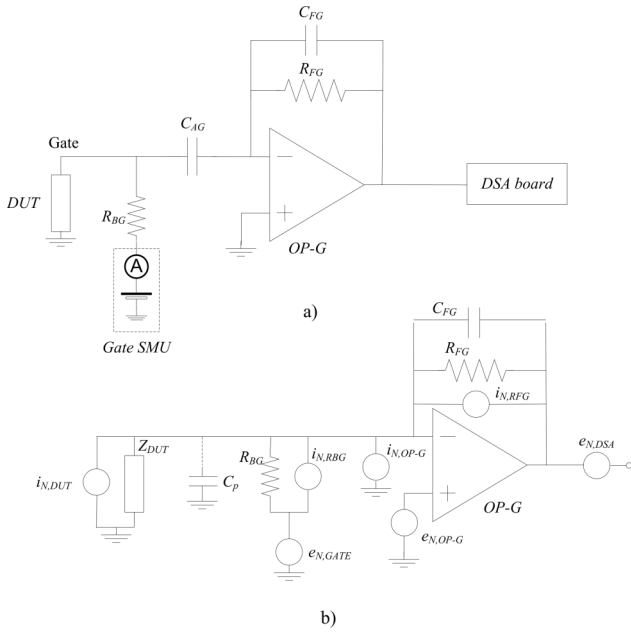 C_FG
R_FG
C_AG
Gate
DUT
R_BG
−
+
OP-G
DSA board
A
Gate SMU
a)
C_FG
R_FG
i_N,RFG
Z_DUT
R_BG
i_N,RBG
i_N,OP-G
−
e_N,DSA
i_N,DUT
C_p
+
OP-G
e_N,OP-G
e_N,GATE
b)